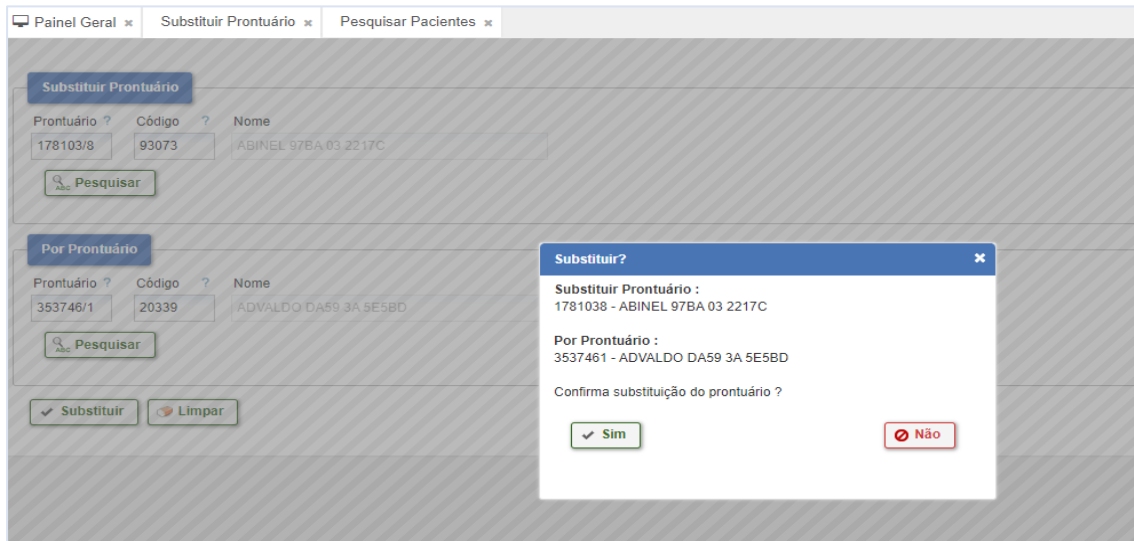 Painel Geral Substituir Prontuário Pesquisar Pacientes
Substituir Prontuário
Prontuário ? Código ? Nome
178103/8 93073 ABINEL 97BA 03 2217C
Pesquisar
Por Prontuário
Prontuário ? Código ? Nome
353746/1 20339 ADVALDO DA59 3A 5E5BD
Pesquisar
Substituir Limpar
Substituir?
Substituir Prontuário :
1781038 - ABINEL 97BA 03 2217C
Por Prontuário :
3537461 - ADVALDO DA59 3A 5E5BD
Confirma substituição do prontuário ?
Sim Não